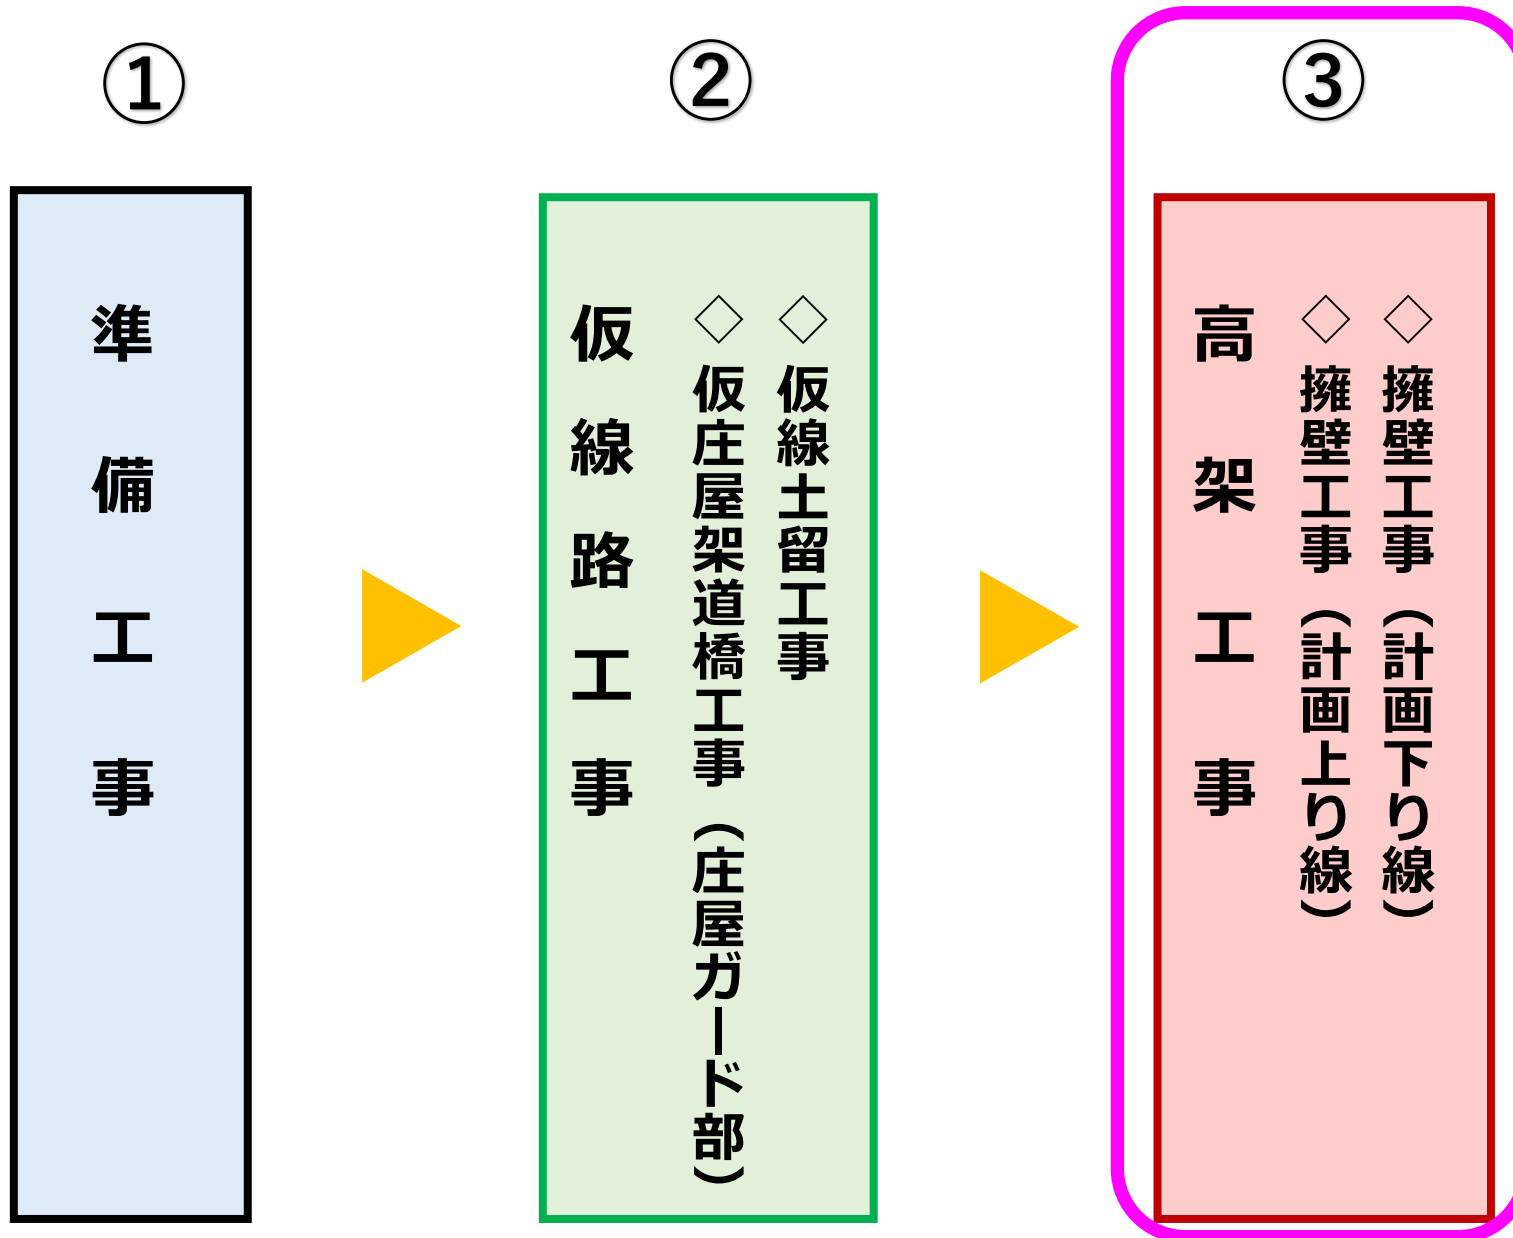 ①
準備工事
②
仮線路工事
◇仮庄屋架道橋工事（庄屋ガード部）
◇仮線土留工事
③
高架工事
◇擁壁工事（計画上り線）
◇擁壁工事（計画下り線）